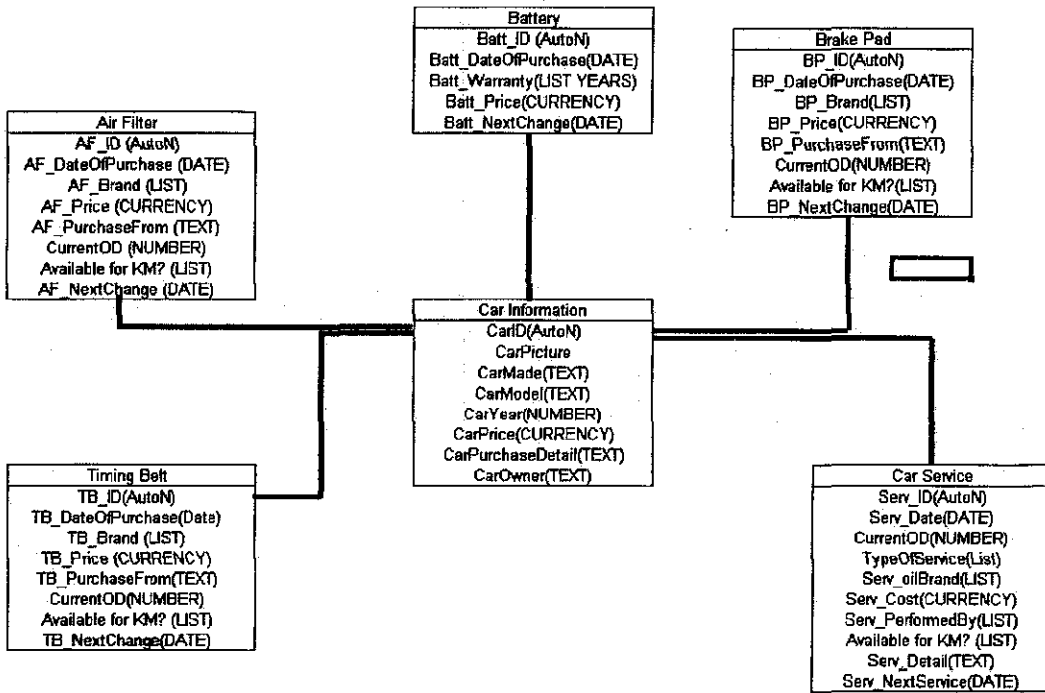 Battery
Batt_ID (AutoN)
Batt_DateOfPurchase(DATE)
Batt_Warranty(LIST YEARS)
Batt_Price(CURRENCY)
Batt_NextChange(DATE)
Brake Pad
BP_ID(AutoN)
BP_DateOfPurchase(DATE)
BP_Brand(LIST)
BP_Price(CURRENCY)
BP_PurchaseFrom(TEXT)
CurrentOD(NUMBER)
Available for KM?(LIST)
BP_NextChange(DATE)
Air Filter
AF_ID (AutoN)
AF_DateOfPurchase (DATE)
AF_Brand (LIST)
AF_Price (CURRENCY)
AF_PurchaseFrom (TEXT)
CurrentOD (NUMBER)
Available for KM? (LIST)
AF_NextChange (DATE)
Car Information
CarID(AutoN)
CarPicture
CarMade(TEXT)
CarModel(TEXT)
CarYear(NUMBER)
CarPrice(CURRENCY)
CarPurchaseDetail(TEXT)
CarOwner(TEXT)
Timing Belt
TB_ID(AutoN)
TB_DateOfPurchase(Date)
TB_Brand (LIST)
TB_Price (CURRENCY)
TB_PurchaseFrom(TEXT)
CurrentOD(NUMBER)
Available for KM? (LIST)
TB_NextChange(DATE)
Car Service
Serv_ID(AutoN)
Serv_Date(DATE)
CurrentOD(NUMBER)
TypeOfService(List)
Serv_oilBrand(LIST)
Serv_Cost(CURRENCY)
Serv_PerformedBy(LIST)
Available for KM? (LIST)
Serv_Detail(TEXT)
Serv_NextService(DATE)